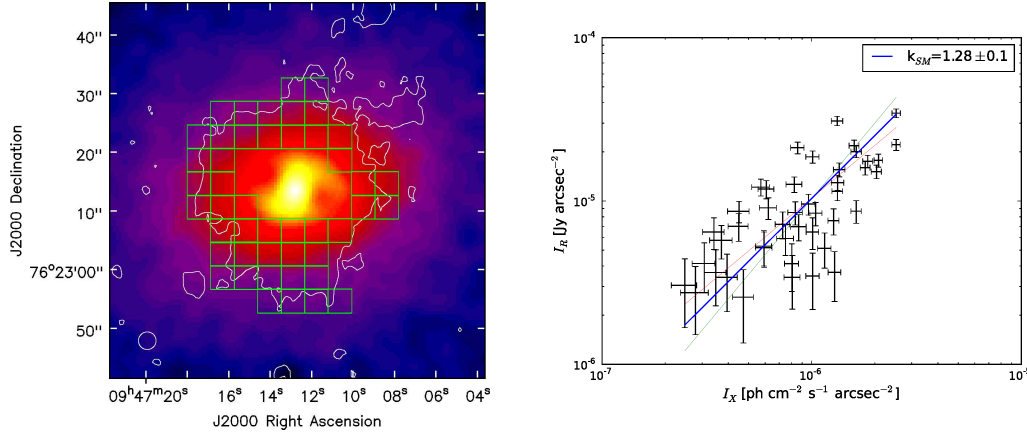 40''
30''
20''
10''
76°23'00''
50''
J2000 Declination
09ʰ47ᵐ20ˢ
16ˢ
12ˢ
10ˢ
08ˢ
06ˢ
04ˢ
J2000 Right Ascension
10⁻⁴
10⁻⁵
10⁻⁶
I_R [Jy arcsec⁻²]
k_SM=1.28±0.1
10⁻⁷
10⁻⁶
10⁻⁵
I_X [ph cm⁻² s⁻¹ arcsec⁻²]